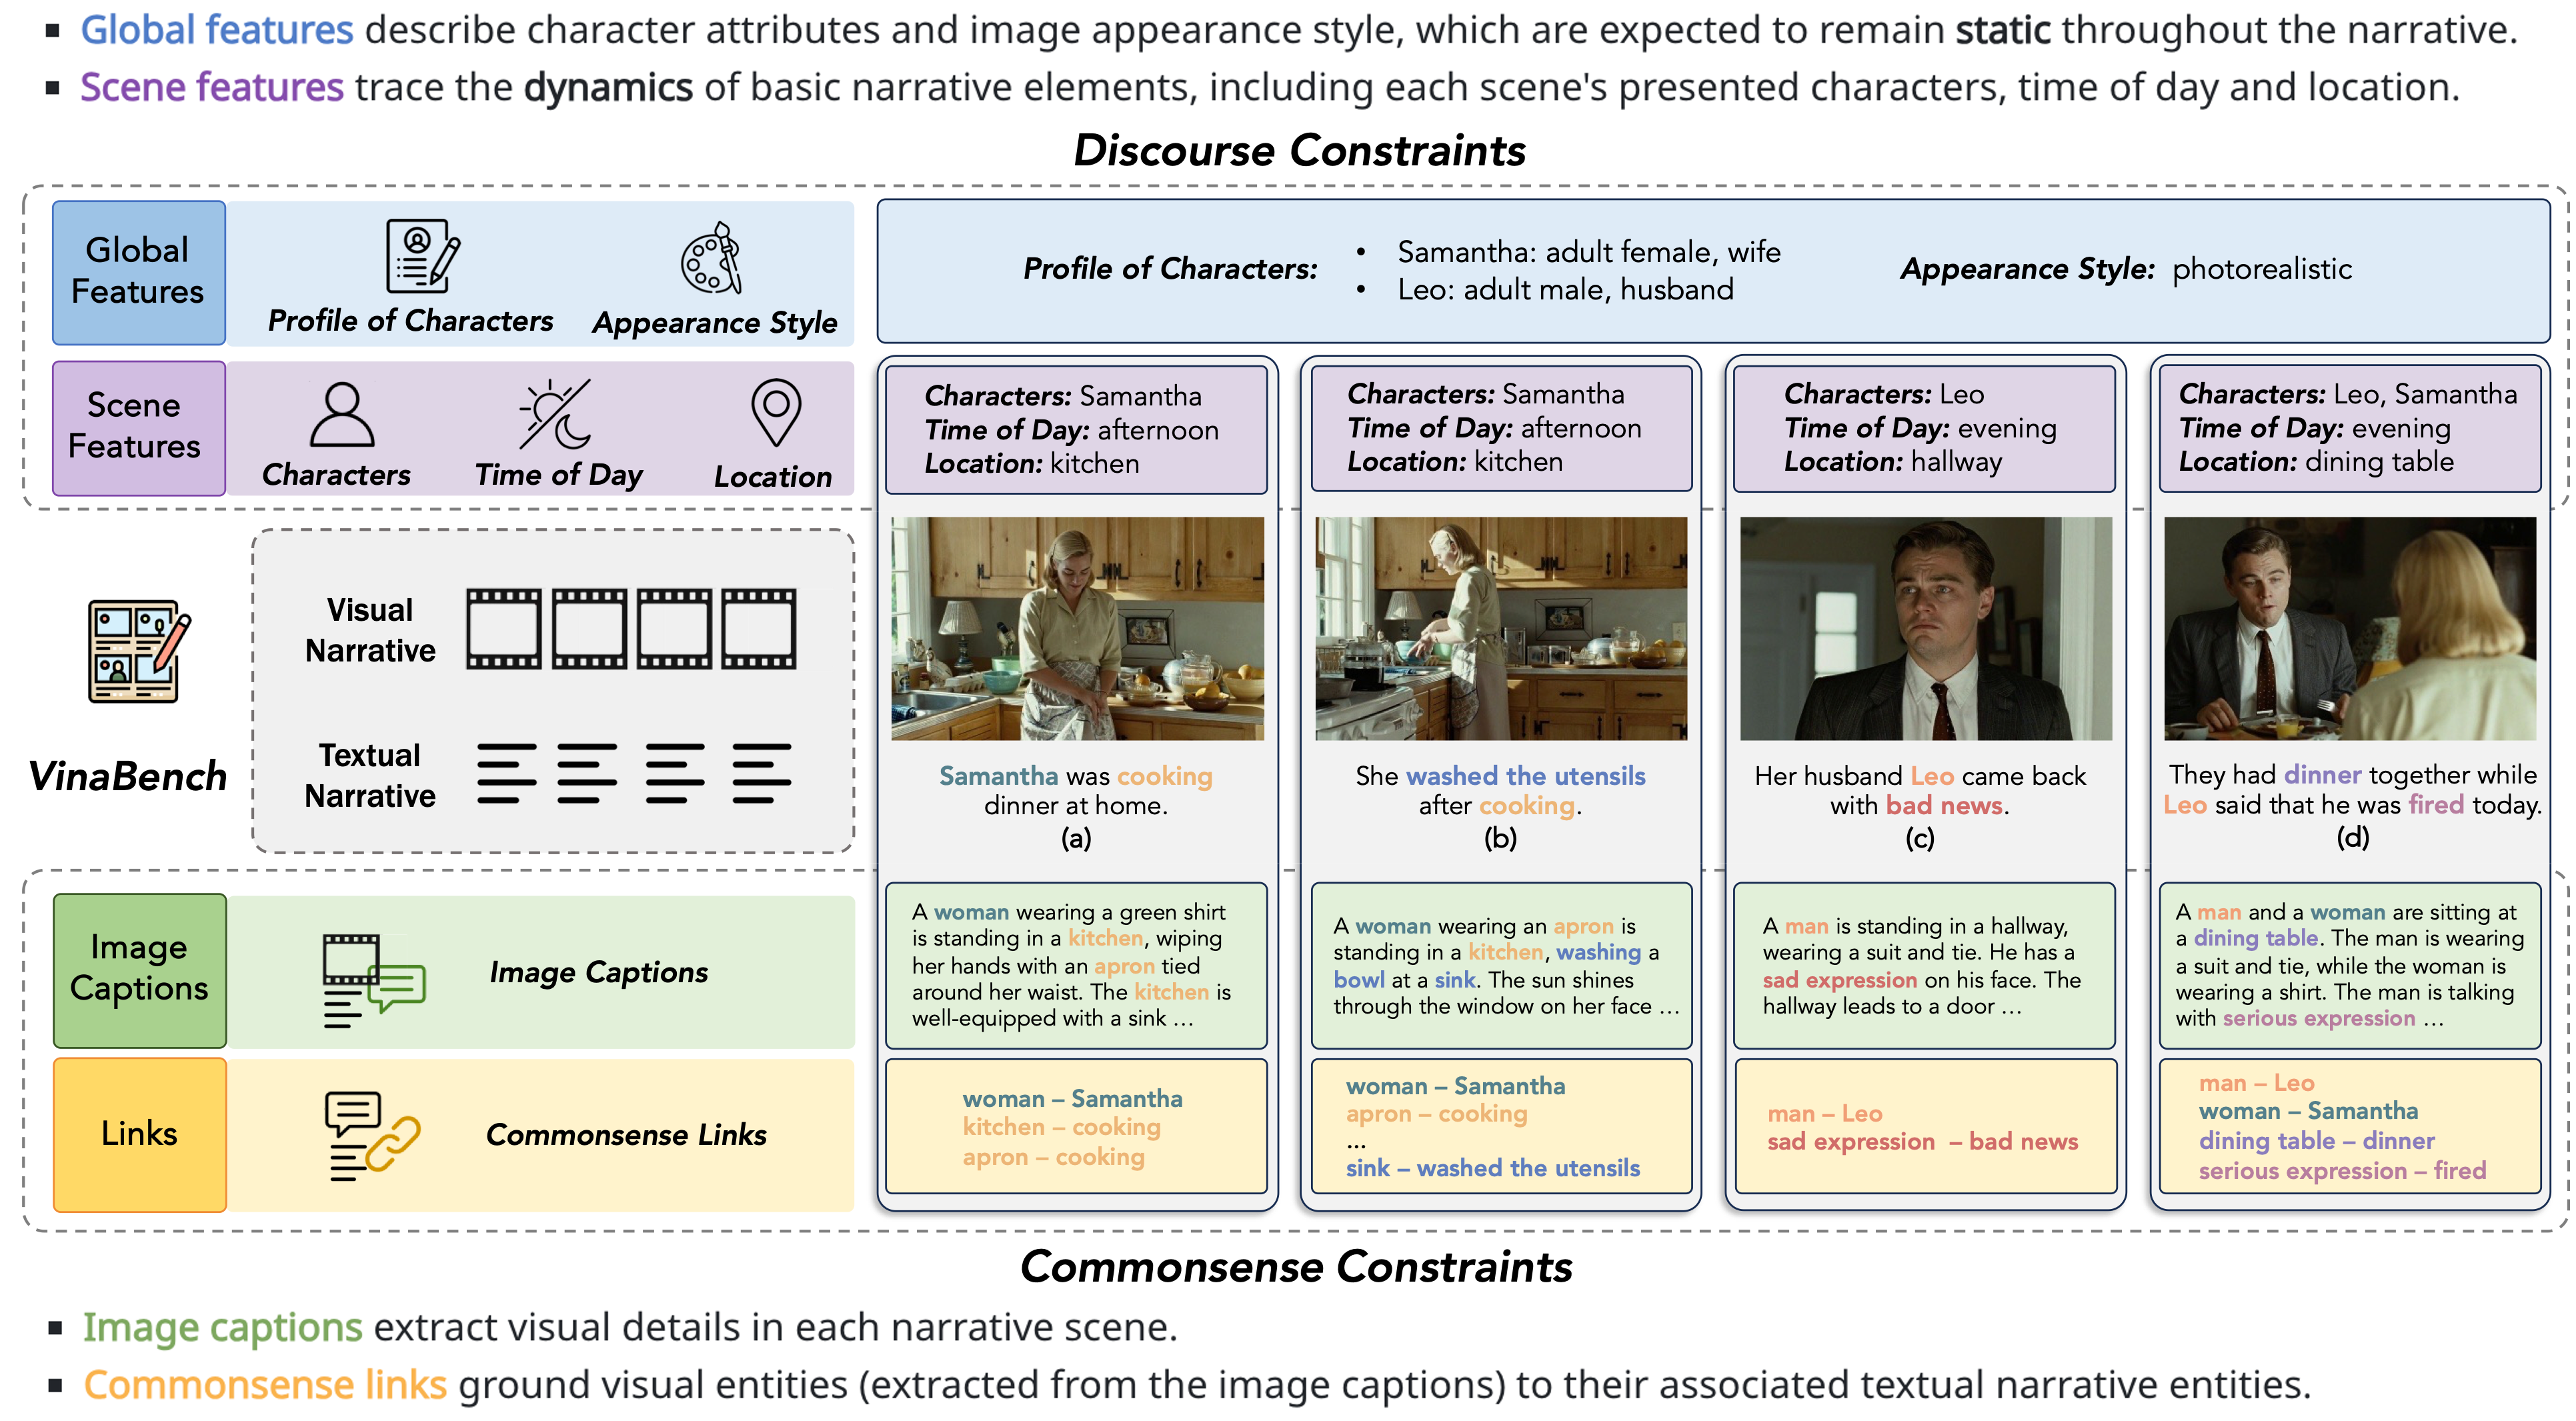 ▪ Global features describe character attributes and image appearance style, which are expected to remain static throughout the narrative.
▪ Scene features trace the dynamics of basic narrative elements, including each scene's presented characters, time of day and location.
Discourse Constraints
Global
Features
Profile of Characters
Appearance Style
Profile of Characters:
• Samantha: adult female, wife
• Leo: adult male, husband
Appearance Style: photorealistic
Scene
Features
Characters
Time of Day
Location
Characters: Samantha
Time of Day: afternoon
Location: kitchen
Characters: Samantha
Time of Day: afternoon
Location: kitchen
Characters: Leo
Time of Day: evening
Location: hallway
Characters: Leo, Samantha
Time of Day: evening
Location: dining table
VinaBench
Visual
Narrative
Textual
Narrative
Samantha was cooking
dinner at home.
(a)
She washed the utensils
after cooking.
(b)
Her husband Leo came back
with bad news.
(c)
They had dinner together while
Leo said that he was fired today.
(d)
Image
Captions
Image Captions
A woman wearing a green shirt
is standing in a kitchen, wiping
her hands with an apron tied
around her waist. The kitchen is
well-equipped with a sink ...
A woman wearing an apron is
standing in a kitchen, washing a
bowl at a sink. The sun shines
through the window on her face ...
A man is standing in a hallway,
wearing a suit and tie. He has a
sad expression on his face. The
hallway leads to a door ...
A man and a woman are sitting at
a dining table. The man is wearing
a suit and tie, while the woman is
wearing a shirt. The man is talking
with serious expression ...
Links
Commonsense Links
woman – Samantha
kitchen – cooking
apron – cooking
woman – Samantha
apron – cooking
...
sink – washed the utensils
man – Leo
sad expression – bad news
man – Leo
woman – Samantha
dining table – dinner
serious expression – fired
Commonsense Constraints
▪ Image captions extract visual details in each narrative scene.
▪ Commonsense links ground visual entities (extracted from the image captions) to their associated textual narrative entities.